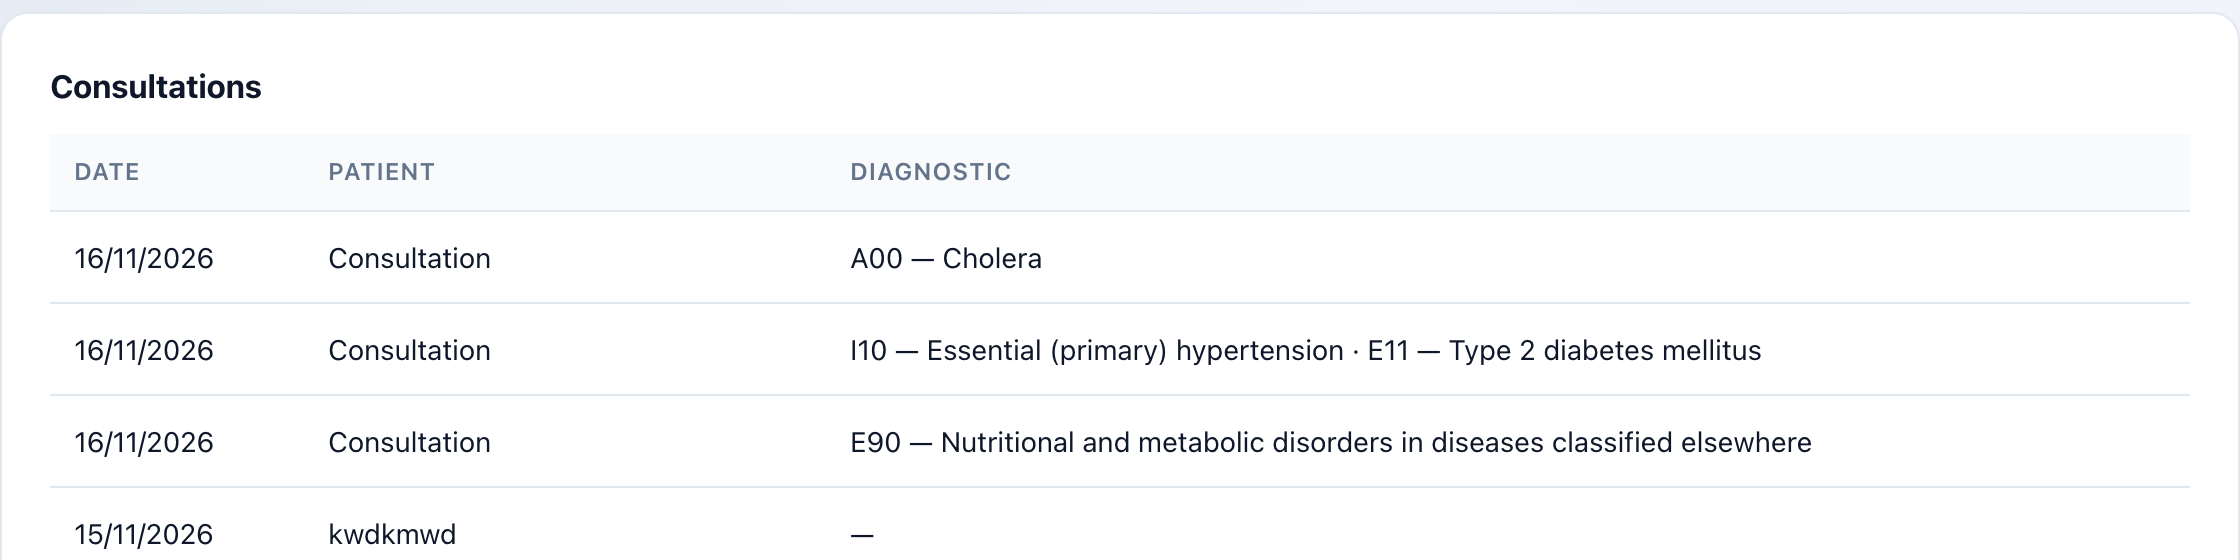 Consultations
DATE PATIENT DIAGNOSTIC
16/11/2026 Consultation A00 — Cholera
16/11/2026 Consultation I10 — Essential (primary) hypertension · E11 — Type 2 diabetes mellitus
16/11/2026 Consultation E90 — Nutritional and metabolic disorders in diseases classified elsewhere
15/11/2026 kwdkmwd —